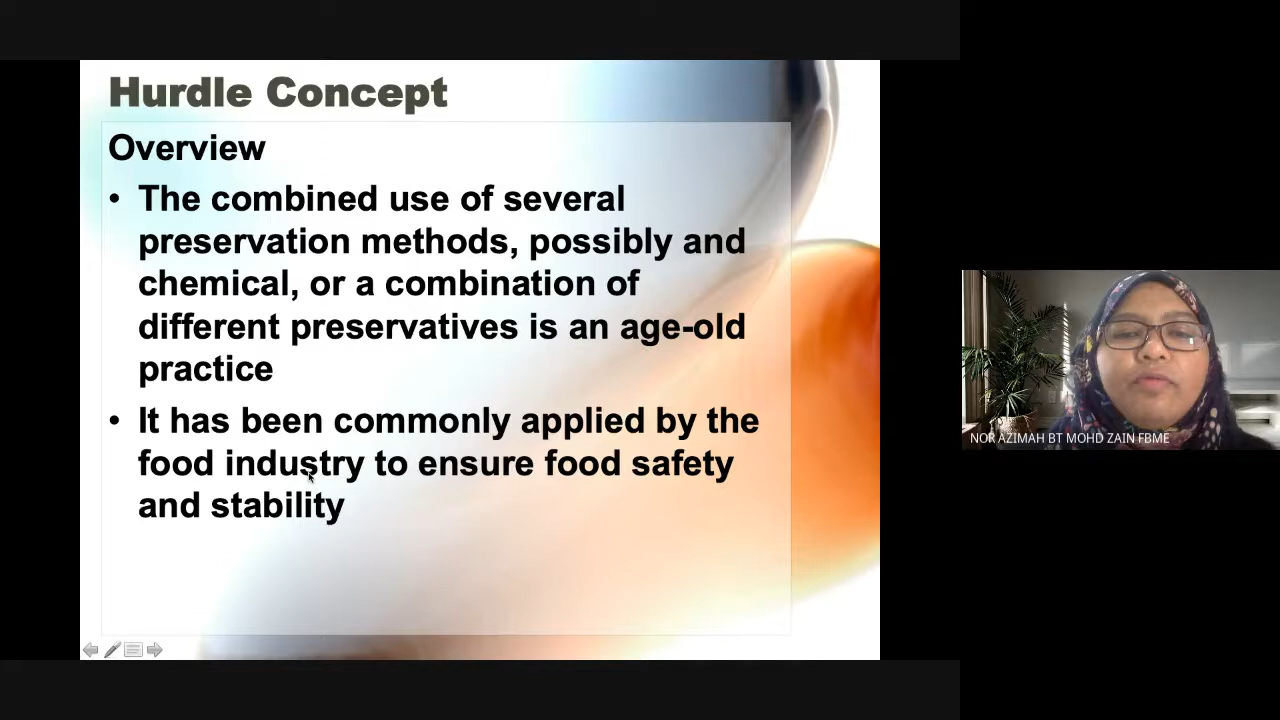 Hurdle Concept
Overview
• The combined use of several
preservation methods, possibly and
chemical, or a combination of
different preservatives is an age-old
practice
• It has been commonly applied by the
food industry to ensure food safety
and stability
NOR AZIMAH BT MOHD ZAIN FBME